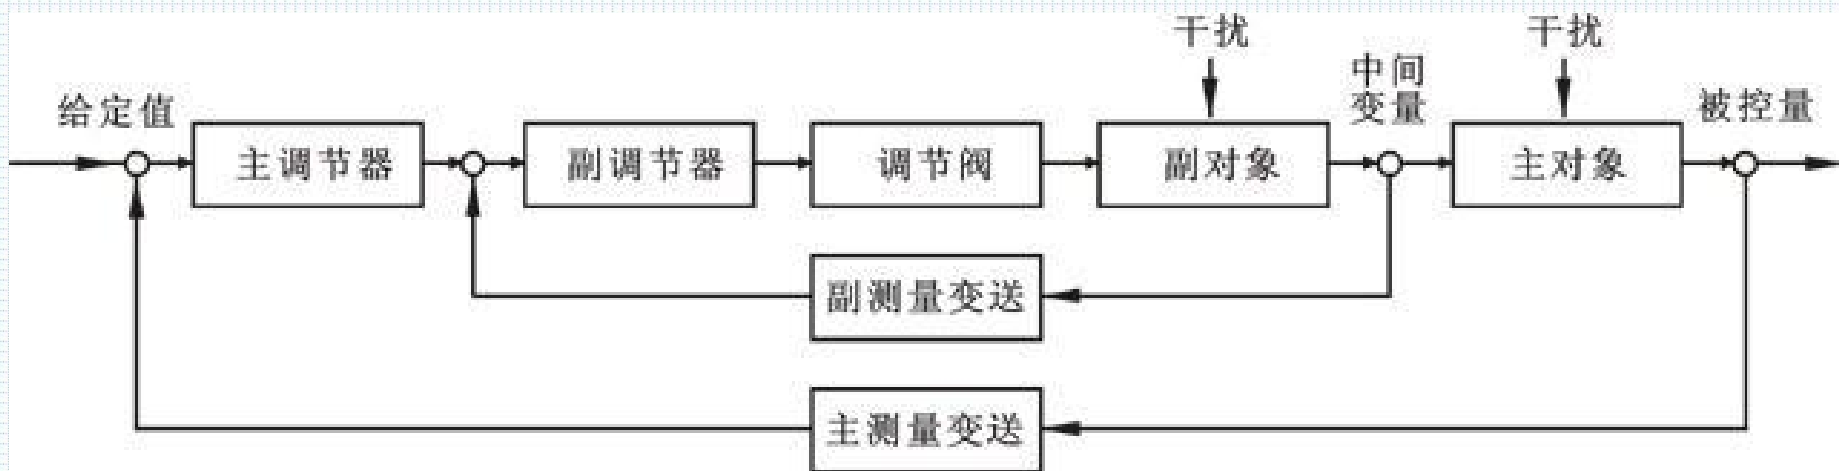 干扰
干扰
给定值
中间
变量
被控量
主调节器
副调节器
调节阀
副对象
主对象
副测量变送
主测量变送